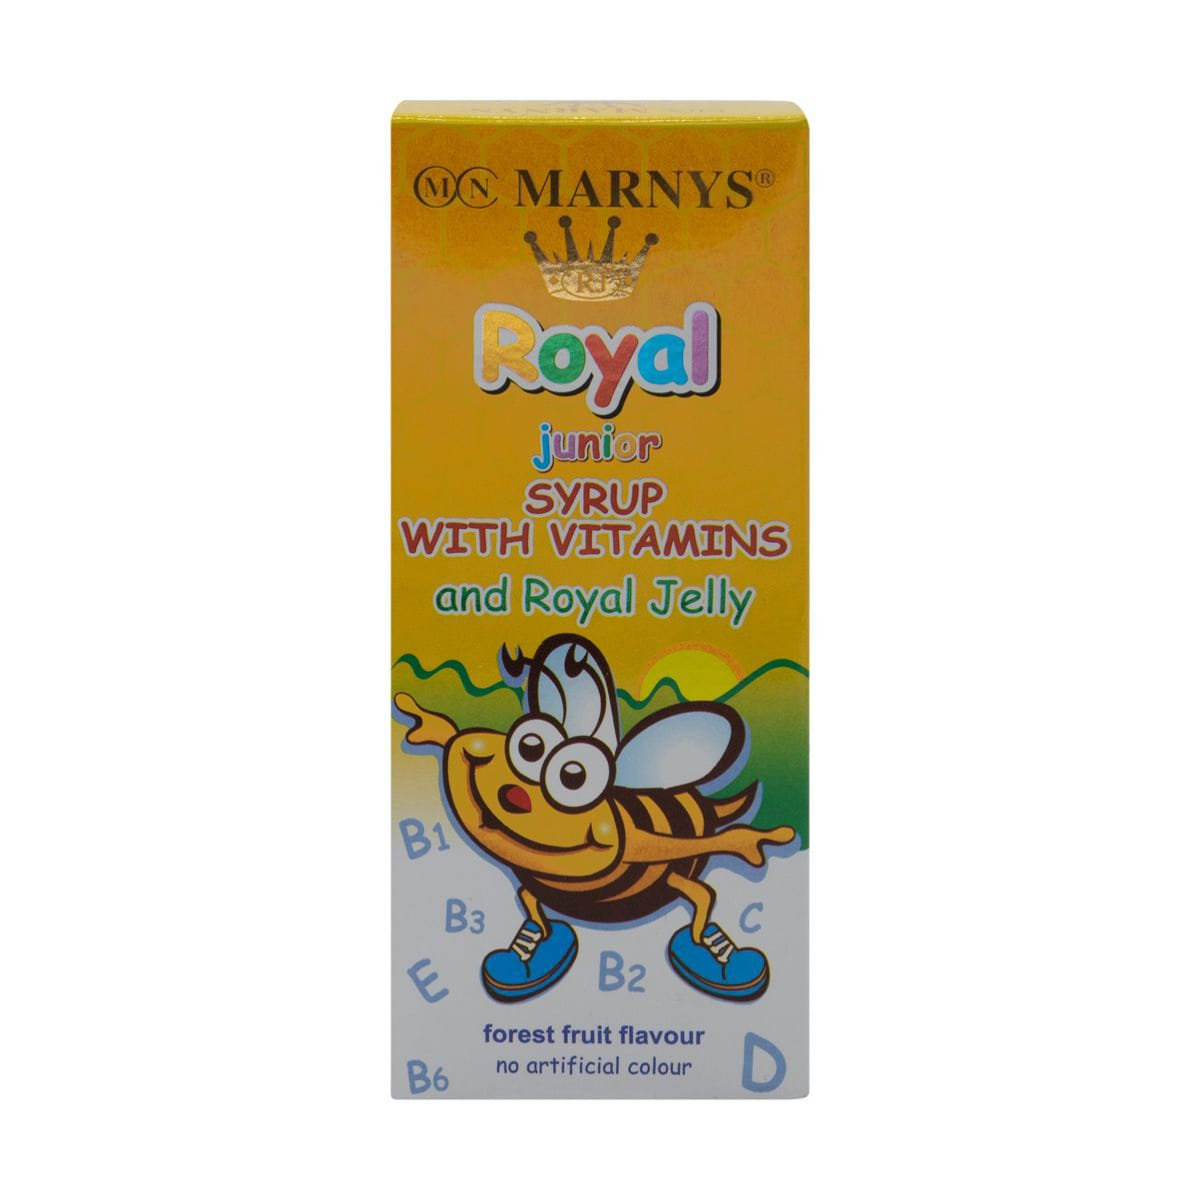 MN MARNYS®
RJ
Royal
junior
SYRUP
WITH VITAMINS
and Royal Jelly
B1
B3
C
E
B2
forest fruit flavour
no artificial colour
B6
D